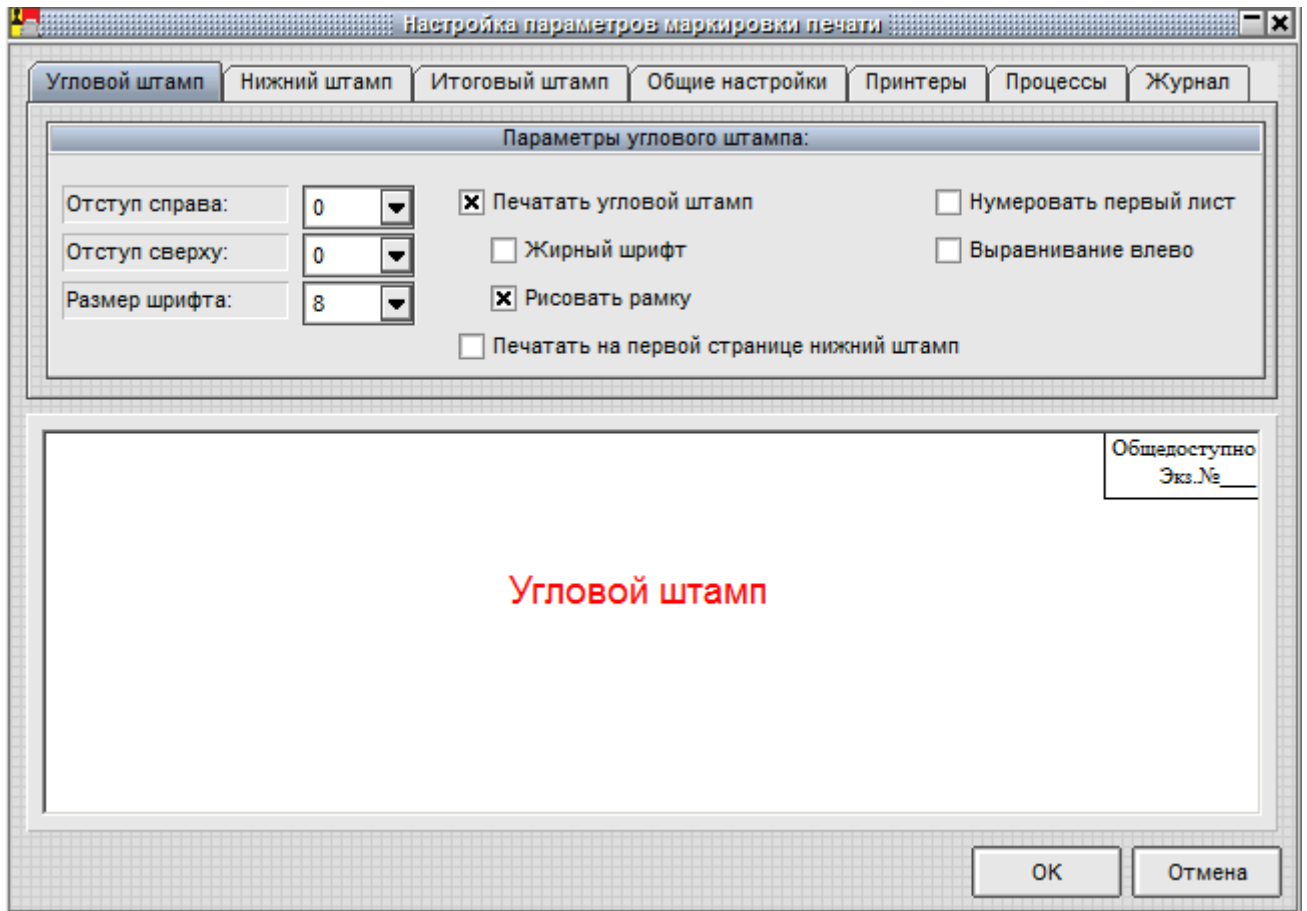 Настройка параметров маркировки печати
Угловой штамп Нижний штамп Итоговый штамп Общие настройки Принтеры Процессы Журнал
Параметры углового штампа:
Отступ справа: 0 Печатать угловой штамп Нумеровать первый лист
Отступ сверху: 0 Жирный шрифт Выравнивание влево
Размер шрифта: 8 Рисовать рамку
Печатать на первой странице нижний штамп
Общедоступно
Экз.№___
Угловой штамп
OK Отмена